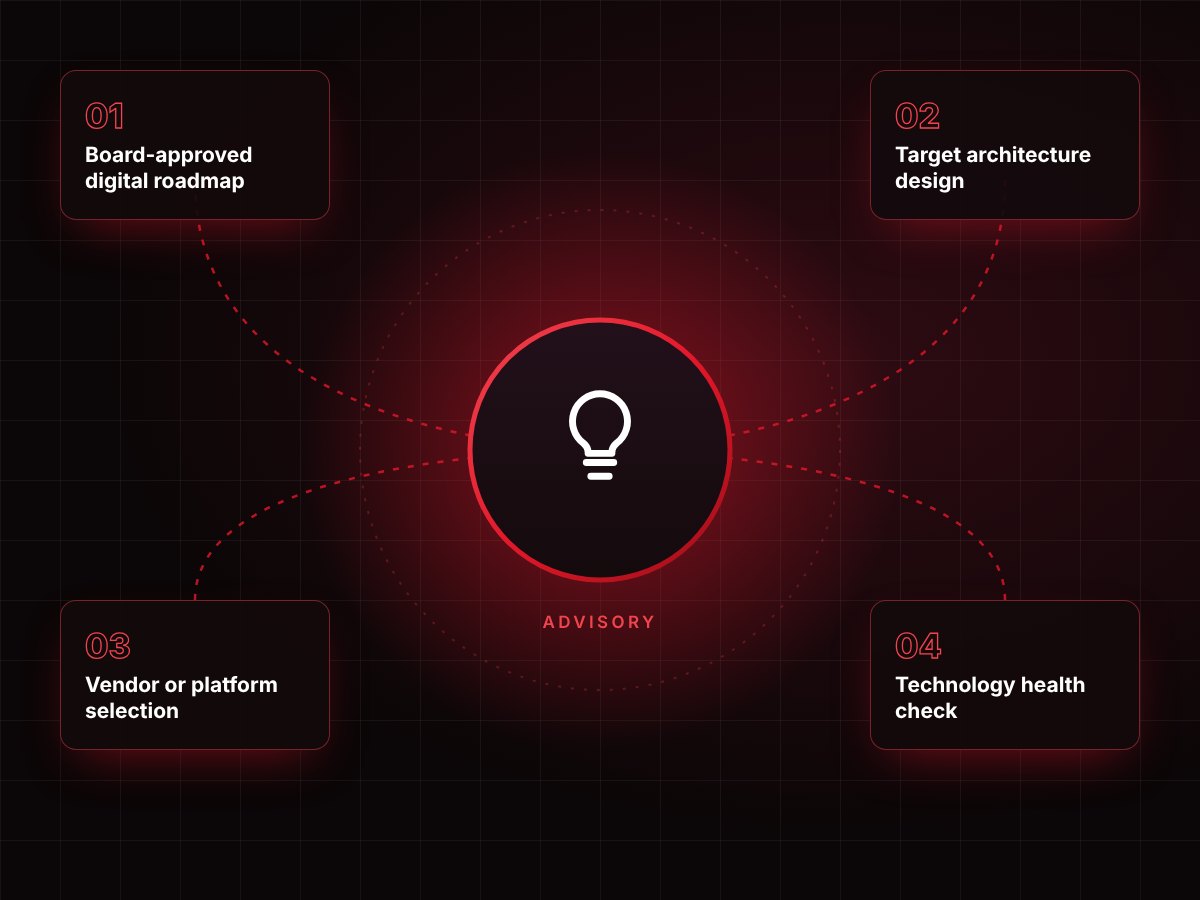 01
Board-approved
digital roadmap
02
Target architecture
design
ADVISORY
03
Vendor or platform
selection
04
Technology health
check